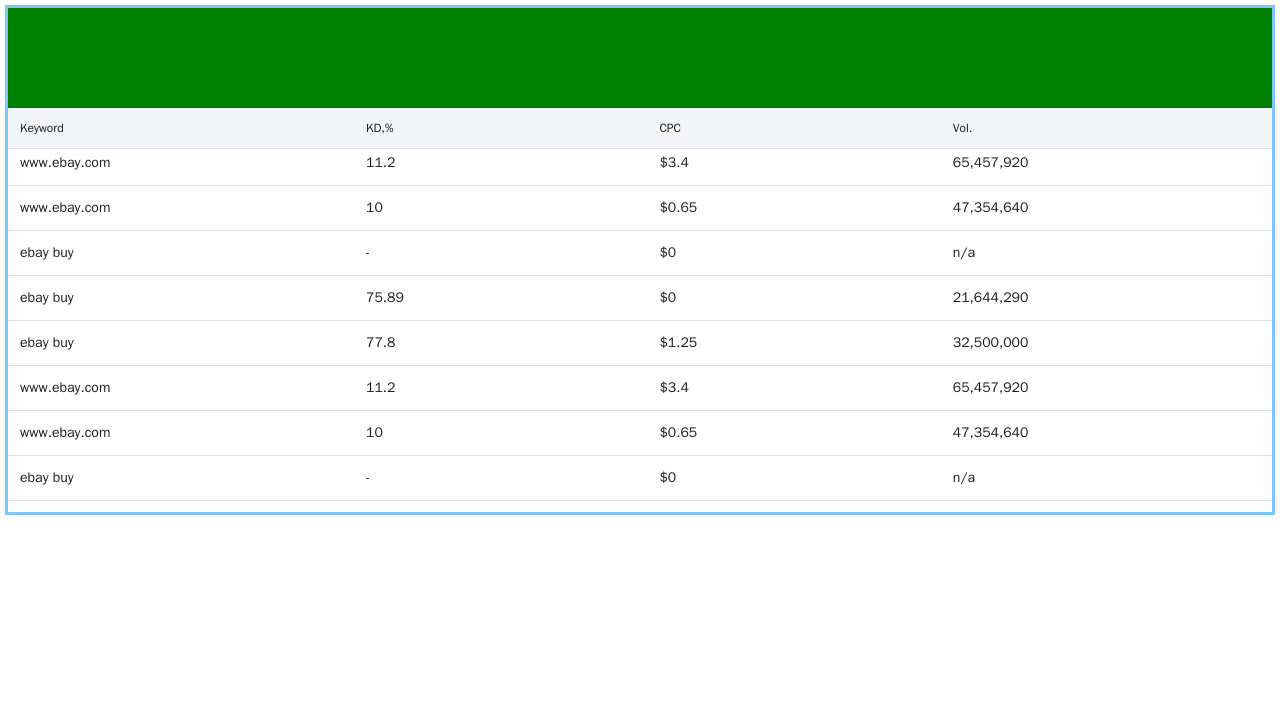 Keyword KD,% CPC Vol.
www.ebay.com 11.2 $3.4 65,457,920
www.ebay.com 10 $0.65 47,354,640
ebay buy - $0 n/a
ebay buy 75.89 $0 21,644,290
ebay buy 77.8 $1.25 32,500,000
www.ebay.com 11.2 $3.4 65,457,920
www.ebay.com 10 $0.65 47,354,640
ebay buy - $0 n/a